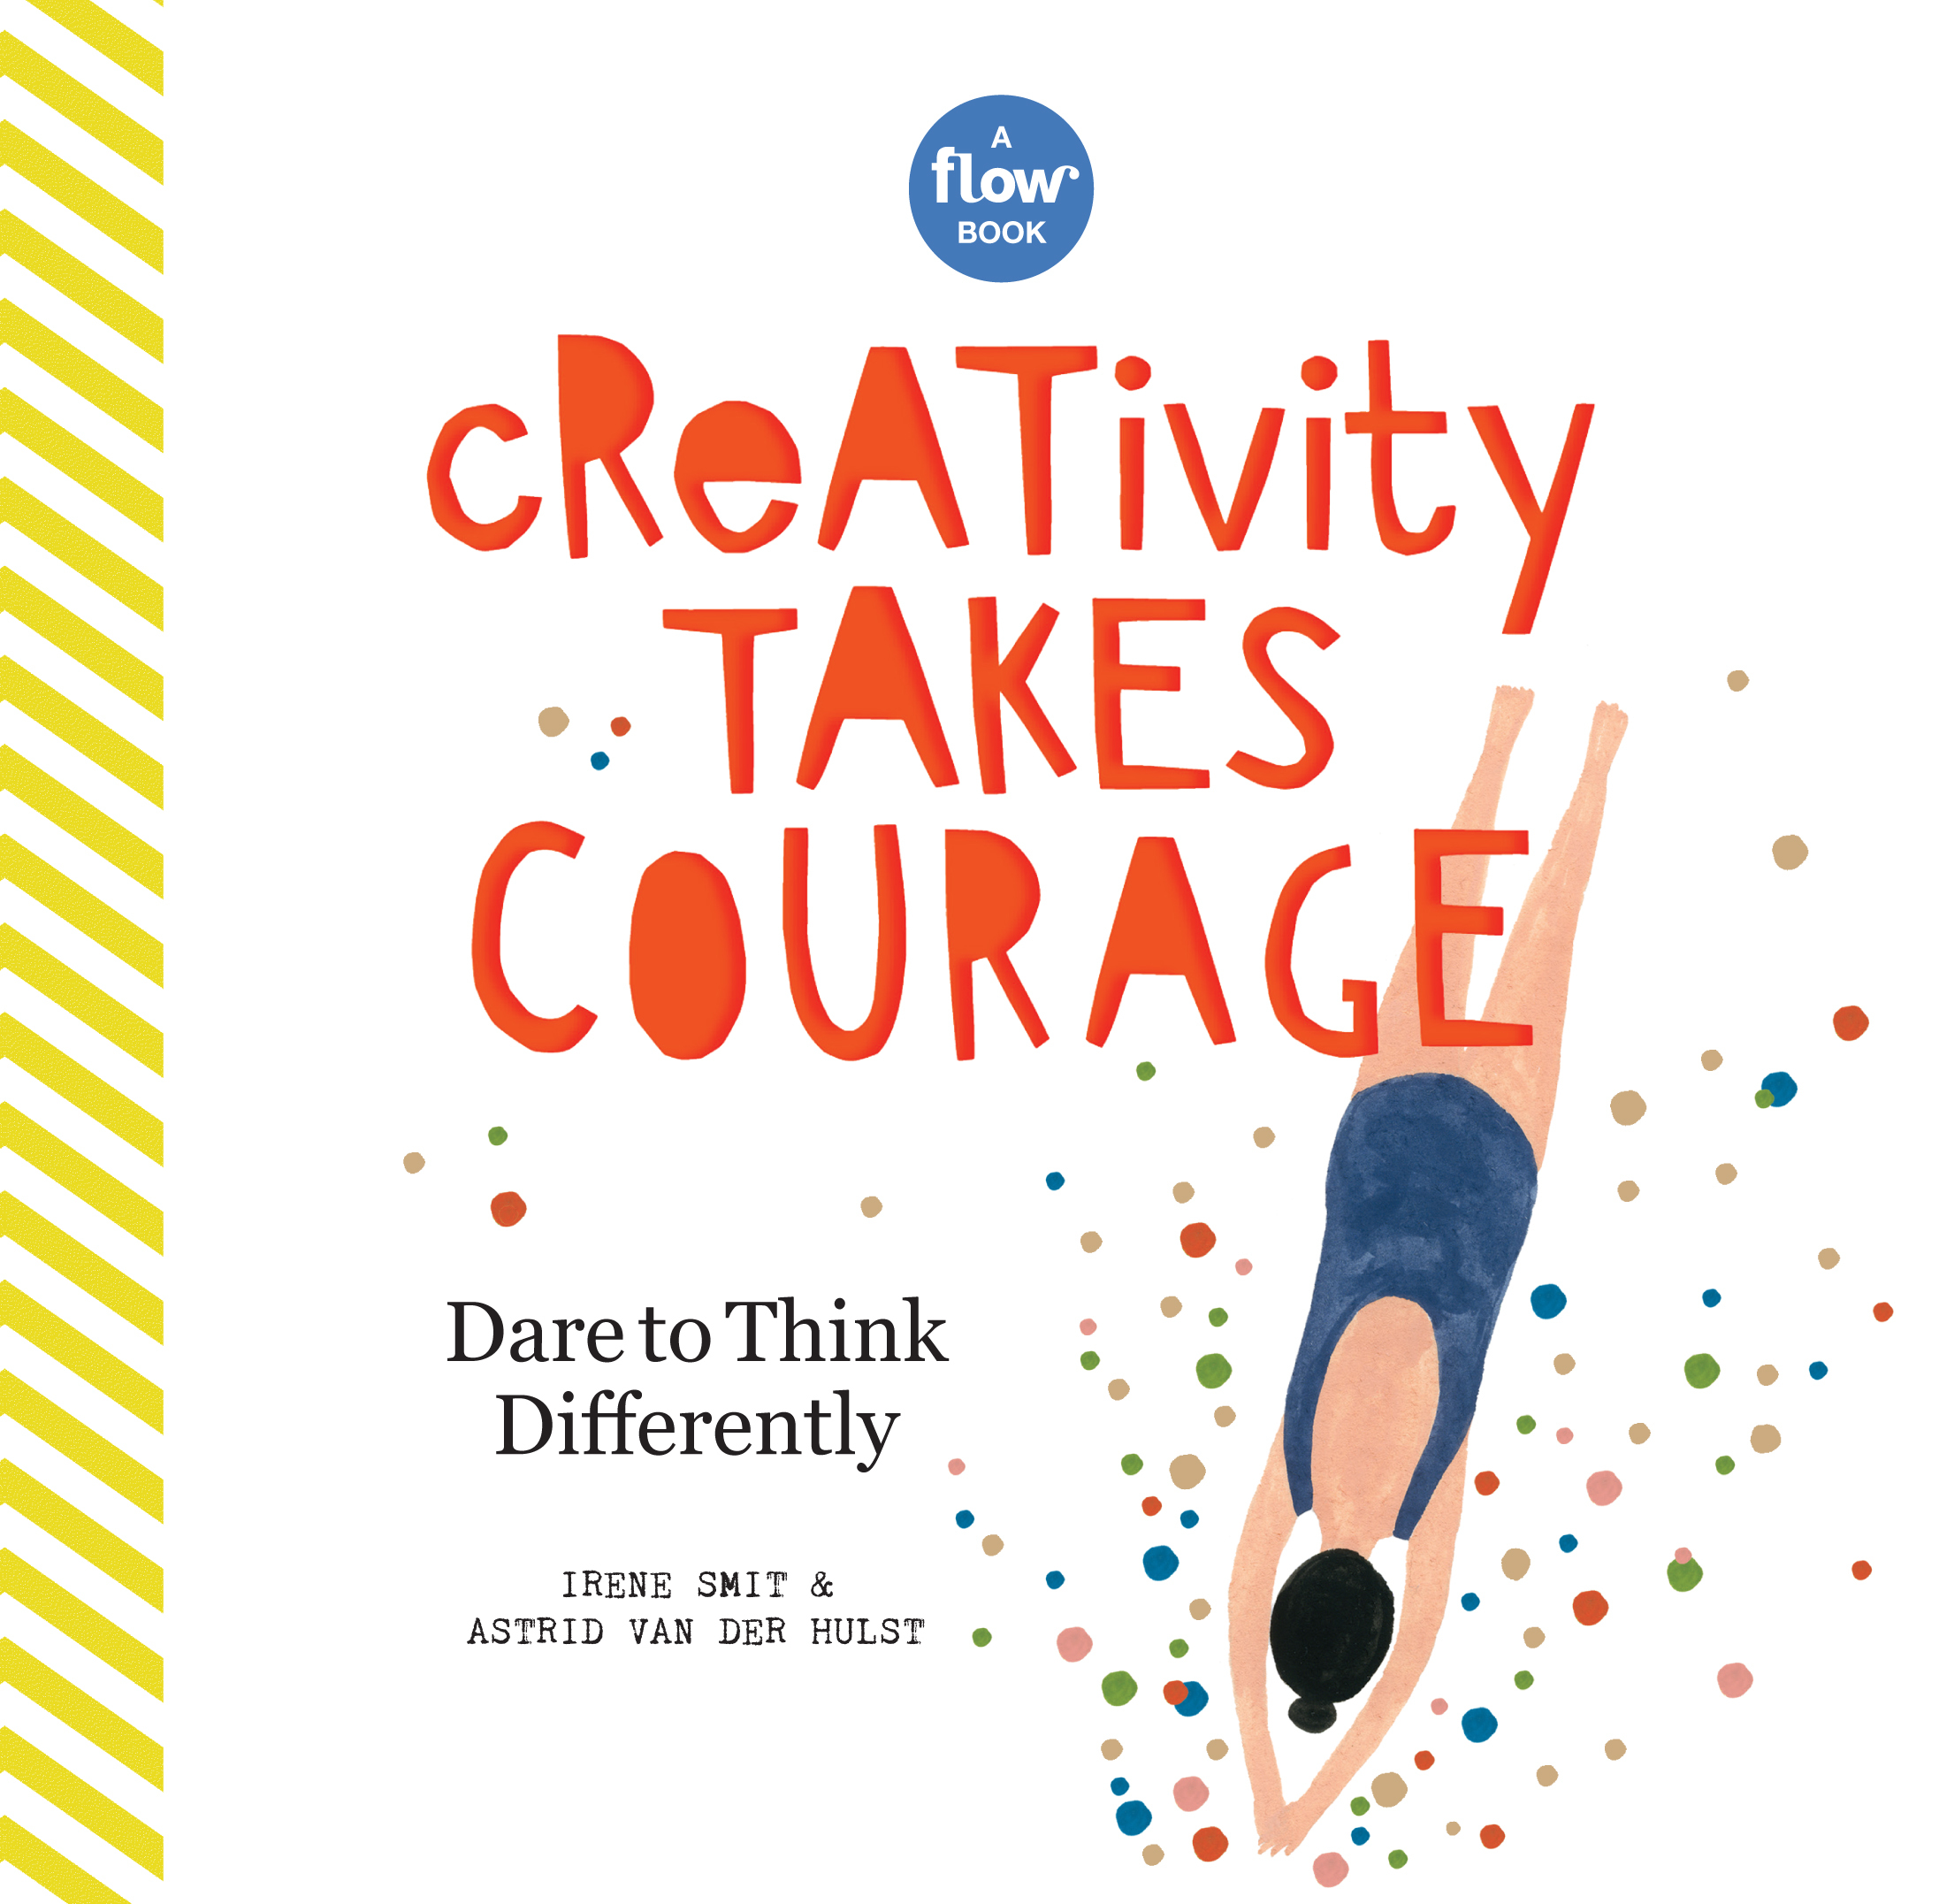 A
flow
BOOK
cReATivity
TAKES
COURAGE
Dare to Think
Differently
IRENE SMIT &
ASTRID VAN DER HULST